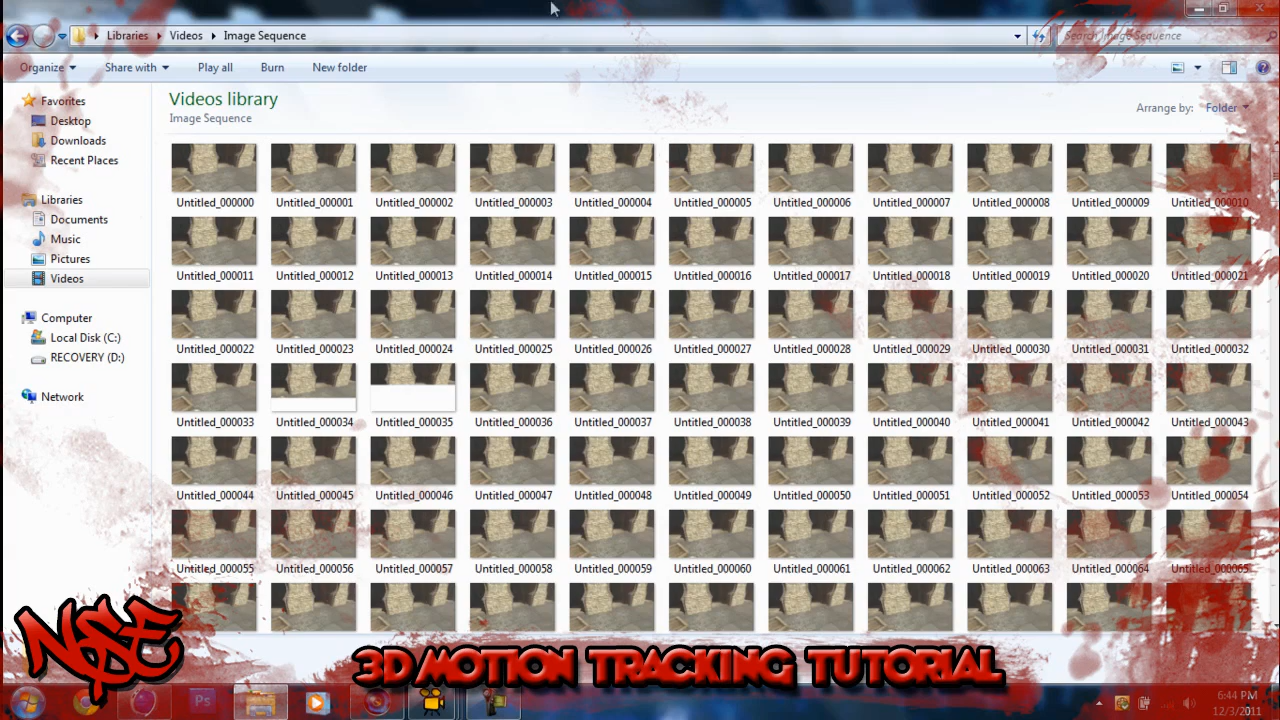 Libraries Videos Image Sequence Search Image Sequence
Organize Share with Play all Burn New folder
Favorites
Desktop
Downloads
Recent Places
Libraries
Documents
Music
Pictures
Videos
Computer
Local Disk (C:)
RECOVERY (D:)
Network
Videos library
Image Sequence
Arrange by: Folder
Untitled_000000 Untitled_000001 Untitled_000002 Untitled_000003 Untitled_000004 Untitled_000005 Untitled_000006 Untitled_000007 Untitled_000008 Untitled_000009 Untitled_000010
Untitled_000011 Untitled_000012 Untitled_000013 Untitled_000014 Untitled_000015 Untitled_000016 Untitled_000017 Untitled_000018 Untitled_000019 Untitled_000020 Untitled_000021
Untitled_000022 Untitled_000023 Untitled_000024 Untitled_000025 Untitled_000026 Untitled_000027 Untitled_000028 Untitled_000029 Untitled_000030 Untitled_000031 Untitled_000032
Untitled_000033 Untitled_000034 Untitled_000035 Untitled_000036 Untitled_000037 Untitled_000038 Untitled_000039 Untitled_000040 Untitled_000041 Untitled_000042 Untitled_000043
Untitled_000044 Untitled_000045 Untitled_000046 Untitled_000047 Untitled_000048 Untitled_000049 Untitled_000050 Untitled_000051 Untitled_000052 Untitled_000053 Untitled_000054
Untitled_000055 Untitled_000056 Untitled_000057 Untitled_000058 Untitled_000059 Untitled_000060 Untitled_000061 Untitled_000062 Untitled_000063 Untitled_000064 Untitled_000065
NSE
3D MOTION TRACKING TUTORIAL
Ps
6:44 PM
12/3/2011